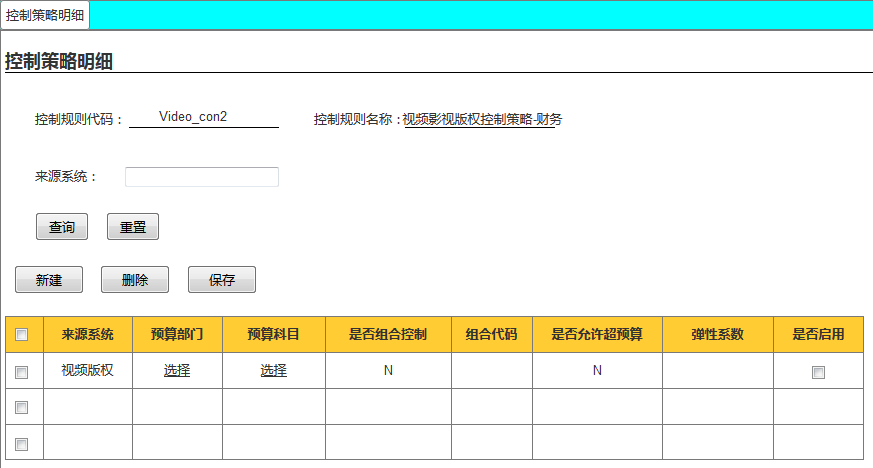 控制策略明细
控制策略明细
控制规则代码： Video_con2 控制规则名称：视频影视版权控制策略-财务
来源系统：
查询 重置
新建 删除 保存
来源系统 预算部门 预算科目 是否组合控制 组合代码 是否允许超预算 弹性系数 是否启用
视频版权 选择 选择 N N